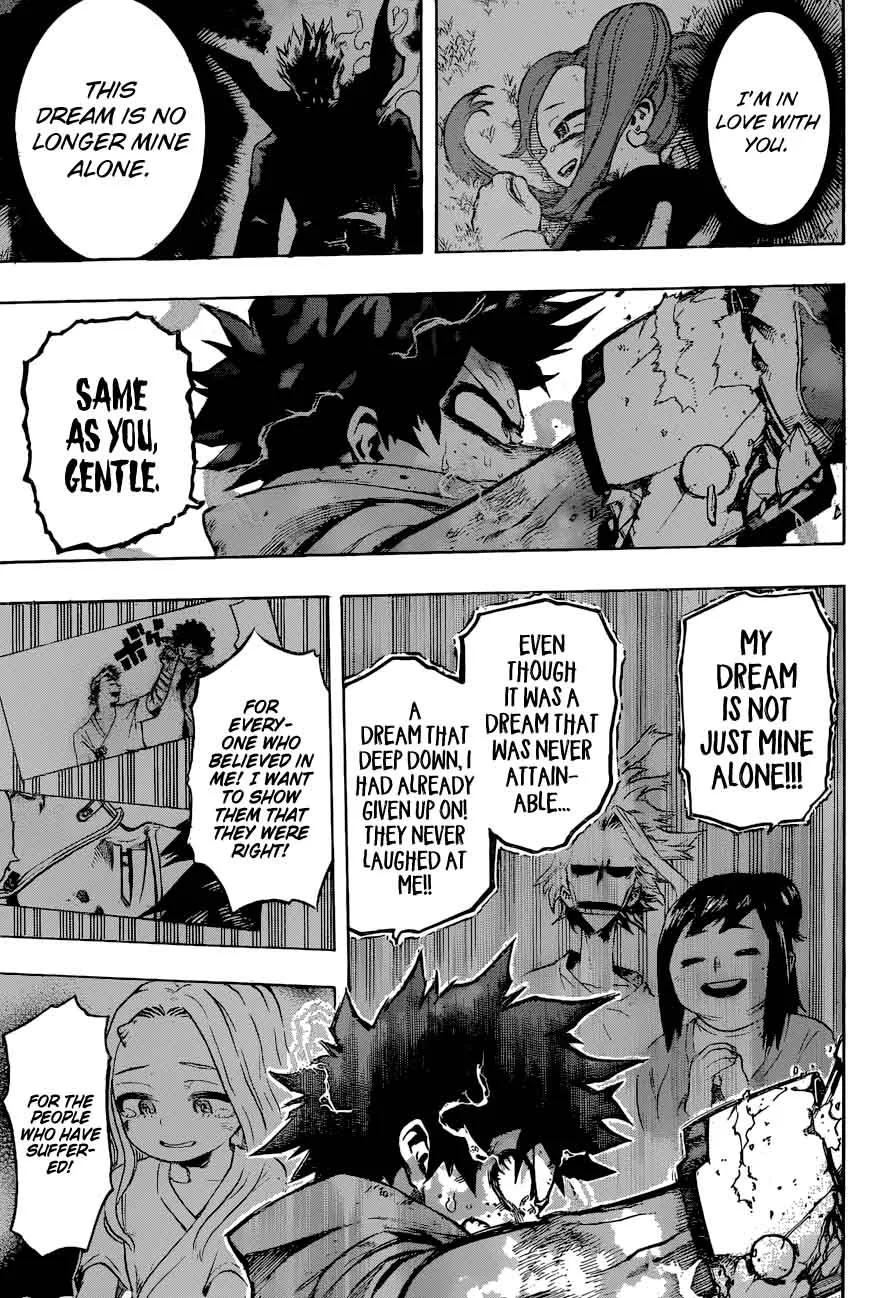 I'M IN
LOVE WITH
YOU.
THIS
DREAM IS NO
LONGER MINE
ALONE.
SAME
AS YOU,
GENTLE.
MY
DREAM
IS NOT
JUST MINE
ALONE!!!
EVEN
THOUGH
IT WAS A
DREAM THAT
WAS NEVER
ATTAIN-
ABLE...
A
DREAM THAT
DEEP DOWN, I
HAD ALREADY
GIVEN UP ON!
THEY NEVER
LAUGHED AT
ME!!
ボゲ
FOR
EVERY-
ONE WHO
BELIEVED IN
ME! I WANT
TO SHOW
THEM THAT
THEY WERE
RIGHT!
FOR THE
PEOPLE
WHO HAVE
SUFFER-
ED!